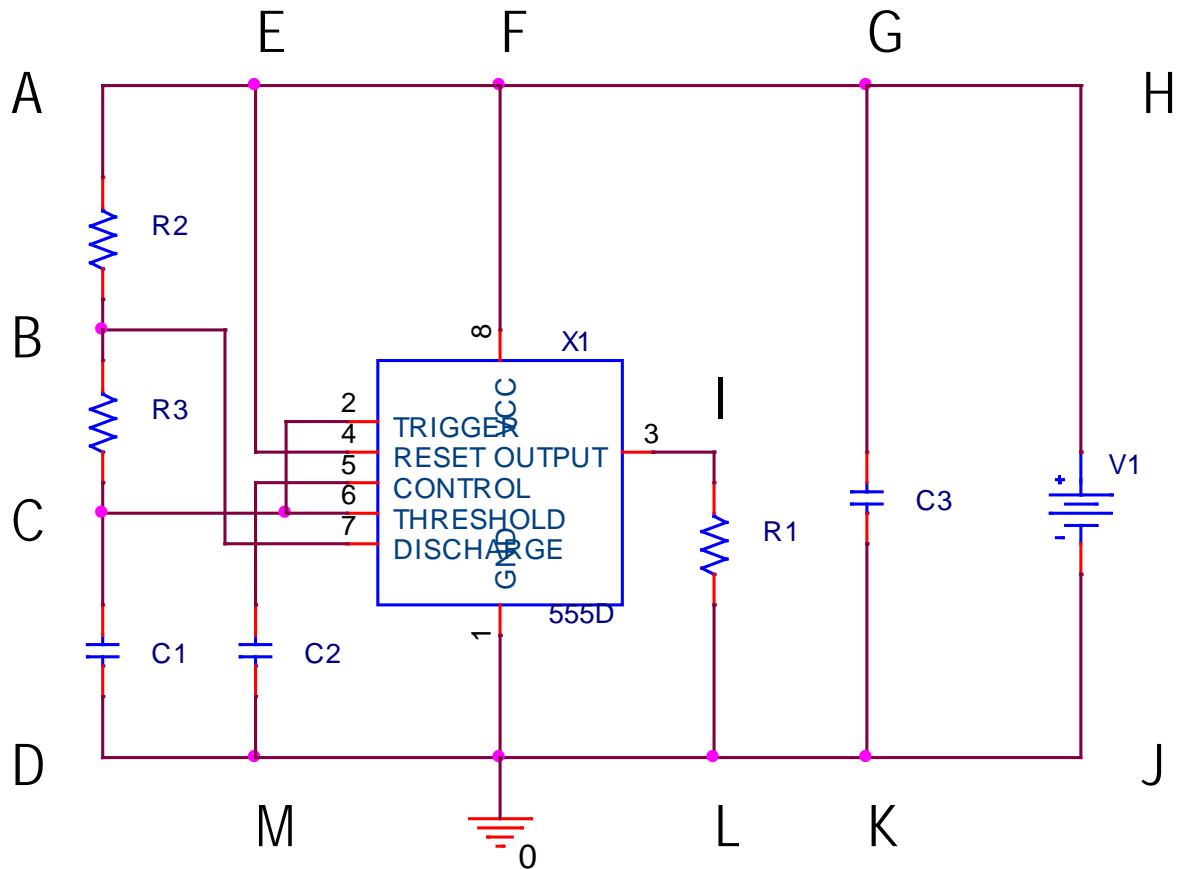 E F G
A H
R2
B 8 X1
VCC
I
R3 2 TRIGGER 3
4 RESET OUTPUT
5 CONTROL
V1
+
C 6 THRESHOLD
C3
7 DISCHARGE
R1
GND
-
555D
1
C1 C2
D J
M L K
0